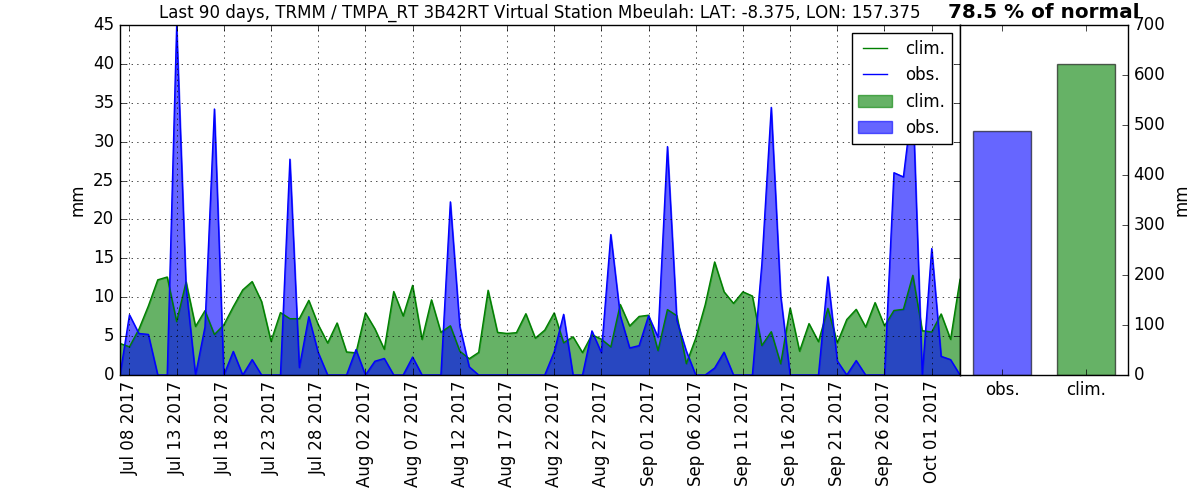 Last 90 days, TRMM / TMPA_RT 3B42RT Virtual Station Mbeulah: LAT: -8.375, LON: 157.375
78.5 % of normal
mm
45
40
35
30
25
20
15
10
5
0
clim.
obs.
clim.
obs.
700
600
500
400
300
200
100
0
mm
Jul 08 2017
Jul 13 2017
Jul 18 2017
Jul 23 2017
Jul 28 2017
Aug 02 2017
Aug 07 2017
Aug 12 2017
Aug 17 2017
Aug 22 2017
Aug 27 2017
Sep 01 2017
Sep 06 2017
Sep 11 2017
Sep 16 2017
Sep 21 2017
Sep 26 2017
Oct 01 2017
obs.
clim.